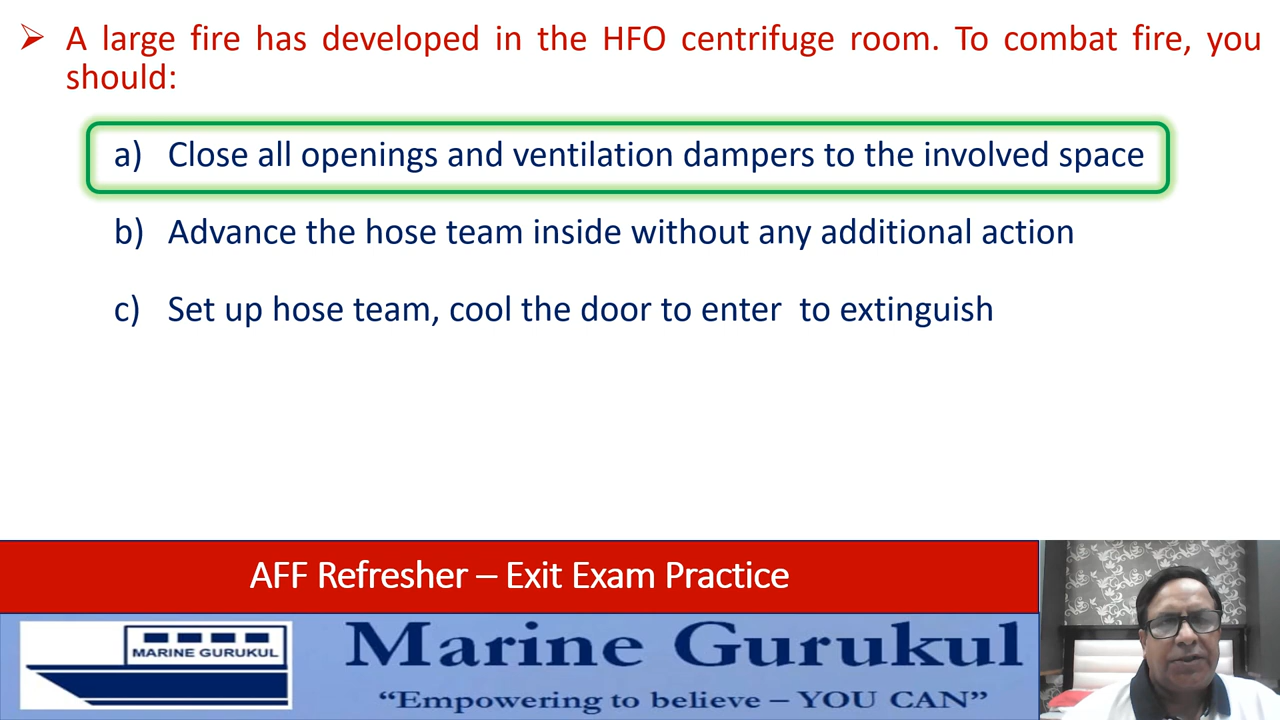 ➢ A large fire has developed in the HFO centrifuge room. To combat fire, you
should:
a) Close all openings and ventilation dampers to the involved space
b) Advance the hose team inside without any additional action
c) Set up hose team, cool the door to enter to extinguish
AFF Refresher – Exit Exam Practice
MARINE GURUKUL
Marine Gurukul
“Empowering to believe – YOU CAN”